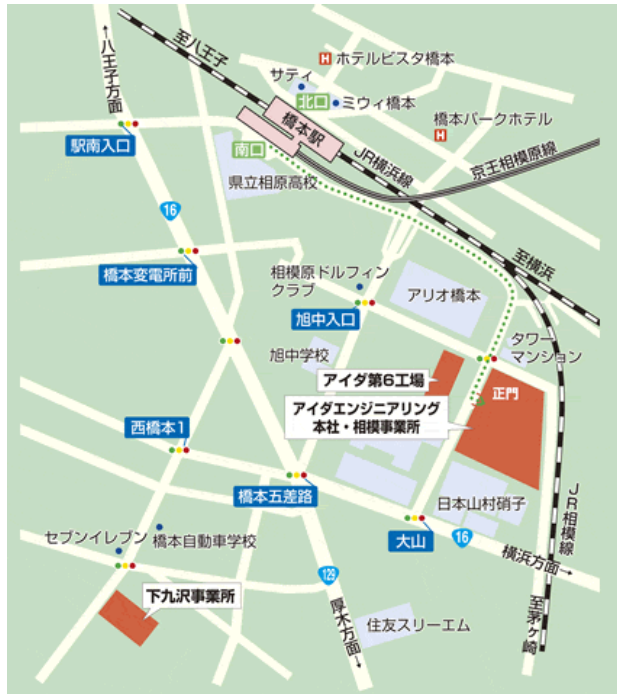 ←八王子方面
至八王子
H ホテルビスタ橋本
サティ
北口
ミウィ橋本
橋本パークホテル
H
橋本駅
駅南入口
南口
JR横浜線
京王相模原線
県立相原高校
16
至横浜
橋本変電所前
相模原ドルフィン
クラブ
アリオ橋本
旭中入口
旭中学校
タワー
マンション
アイダ第6工場
正門
アイダエンジニアリング
本社・相模事業所
西橋本1
橋本五差路
日本山村硝子
JR相模線
セブンイレブン
橋本自動車学校
大山
16
横浜方面→
129
下九沢事業所
厚木方面→
住友スリーエム
至茅ヶ崎